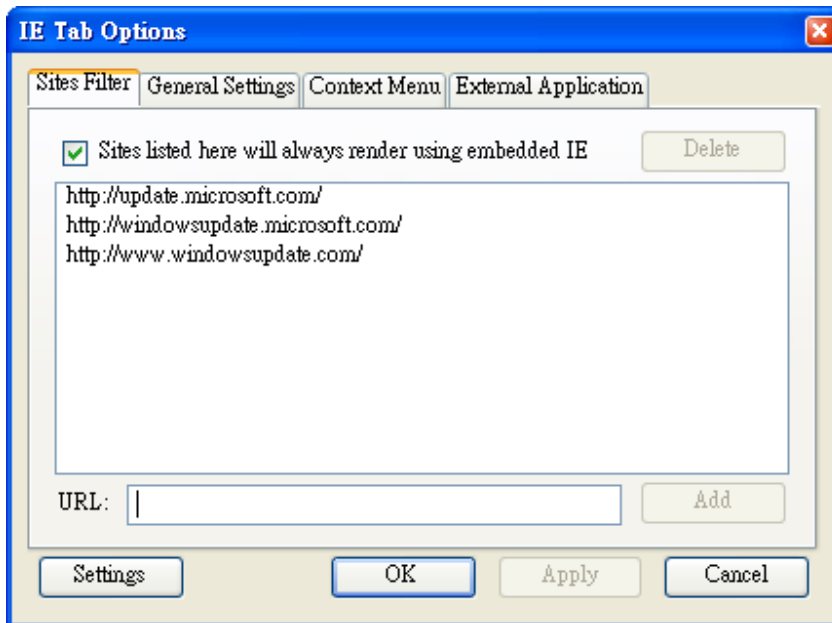 IE Tab Options
Sites Filter General Settings Context Menu External Application
Sites listed here will always render using embedded IE Delete
http://update.microsoft.com/
http://windowsupdate.microsoft.com/
http://www.windowsupdate.com/
URL: Add
Settings OK Apply Cancel